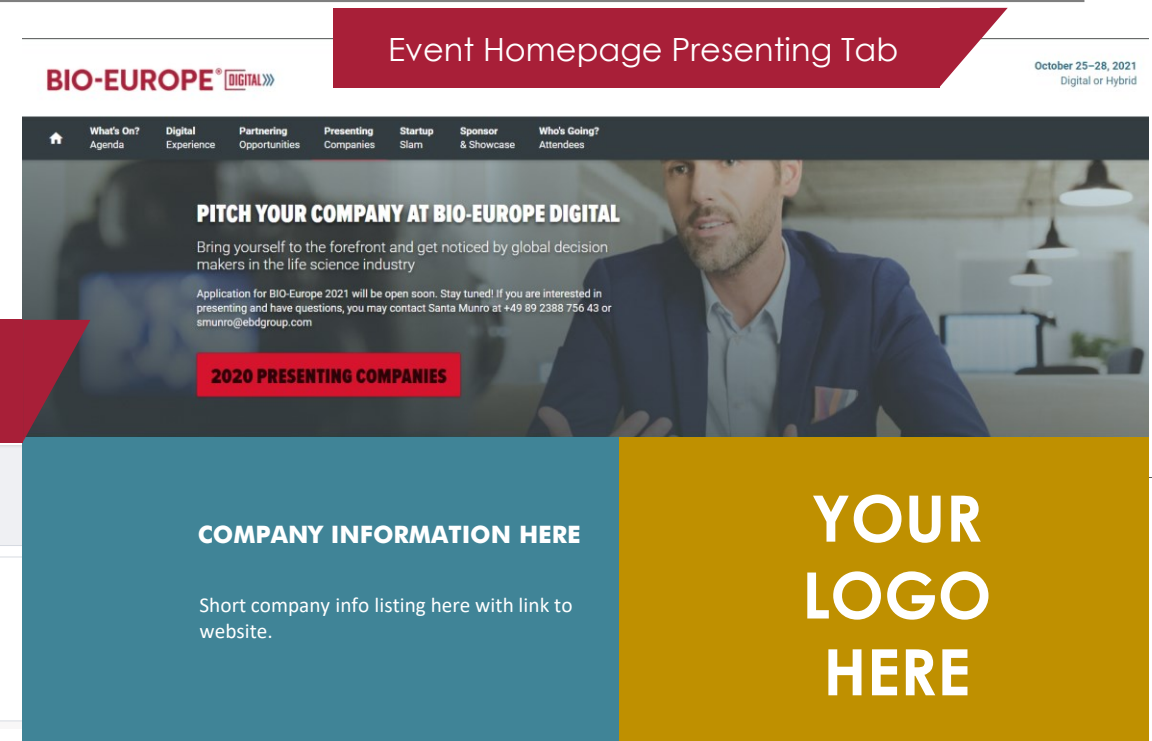 Event Homepage Presenting Tab
BIO-EUROPE® DIGITAL
October 25–28, 2021
Digital or Hybrid
What's On?
Agenda
Digital
Experience
Partnering
Opportunities
Presenting
Companies
Startup
Slam
Sponsor
& Showcase
Who's Going?
Attendees
PITCH YOUR COMPANY AT BIO-EUROPE DIGITAL
Bring yourself to the forefront and get noticed by global decision
makers in the life science industry
Application for BIO-Europe 2021 will be open soon. Stay tuned! If you are interested in
presenting and have questions, you may contact Santa Munro at +49 89 2388 756 43 or
smunro@ebdgroup.com
2020 PRESENTING COMPANIES
COMPANY INFORMATION HERE
Short company info listing here with link to
website.
YOUR
LOGO
HERE